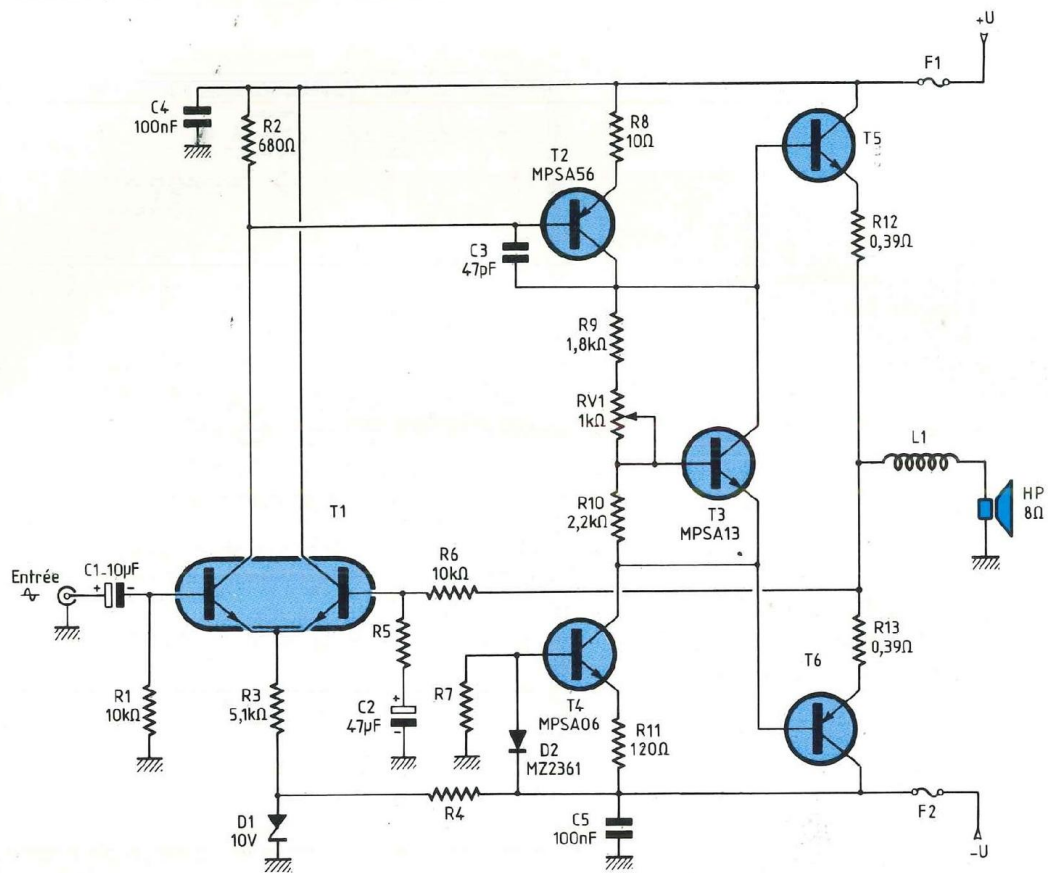 +U
F1
C4
100nF
R2
680Ω
R8
10Ω
T2
MPSA56
T5
C3
47pF
R12
0,39Ω
R9
1,8kΩ
RV1
1kΩ
L1
HP
8Ω
R10
2,2kΩ
T3
MPSA13
T1
R6
10kΩ
Entrée
C1-10µF
+
-
R5
R13
0,39Ω
T6
R1
10kΩ
R3
5,1kΩ
C2
47µF
+
-
R7
T4
MPSA06
R11
120Ω
D2
MZ2361
D1
10V
R4
C5
100nF
F2
-U